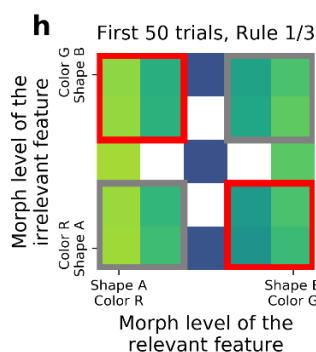 h
First 50 trials, Rule 1/3
Morph level of the
irrelevant feature
Color G
Shape B
Color R
Shape A
Shape A
Color R
Shape B
Color G
Morph level of the
relevant feature